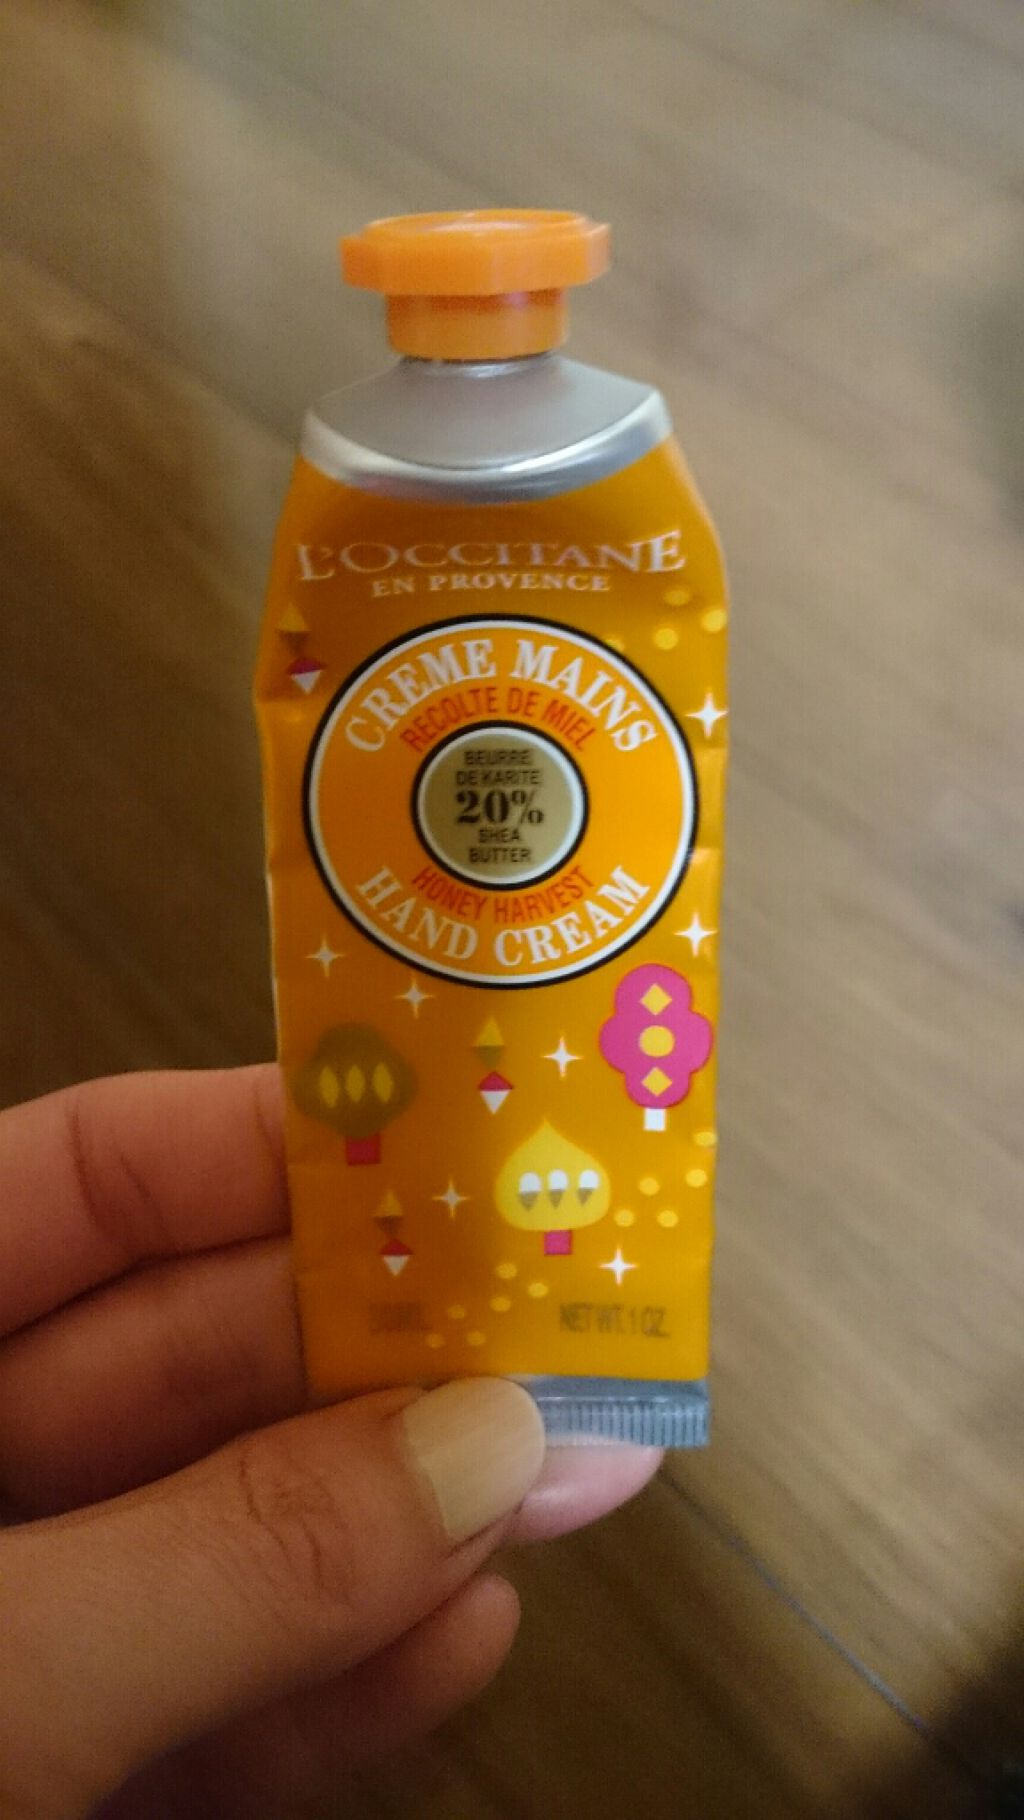 L'OCCITANE
EN PROVENCE
CREME MAINS
RECOLTE DE MIEL
BEURRE
DE KARITE
20%
SHEA
BUTTER
HONEY HARVEST
HAND CREAM
NET WT. 1 OZ.